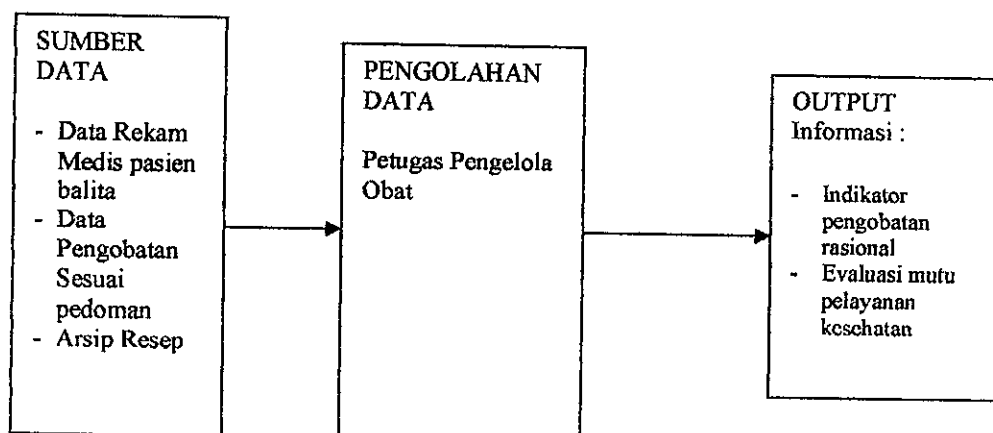 SUMBER
DATA
- Data Rekam
Medis pasien
balita
- Data
Pengobatan
Sesuai
pedoman
- Arsip Resep
PENGOLAHAN
DATA
Petugas Pengelola
Obat
OUTPUT
Informasi :
- Indikator
pengobatan
rasional
- Evaluasi mutu
pelayanan
kesehatan